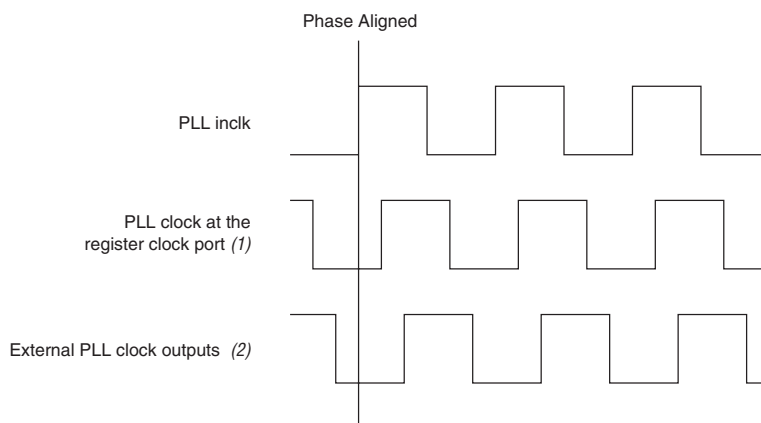 Phase Aligned
PLL inclk
PLL clock at the
register clock port (1)
External PLL clock outputs (2)